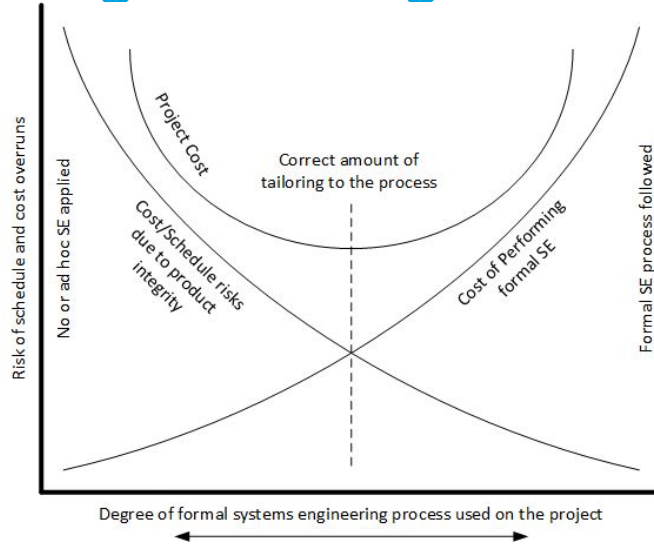 Risk of schedule and cost overruns
No or ad hoc SE applied
Project Cost
Cost/Schedule risks
due to product
integrity
Correct amount of
tailoring to the process
Cost of Performing
formal SE
Formal SE process followed
Degree of formal systems engineering process used on the project